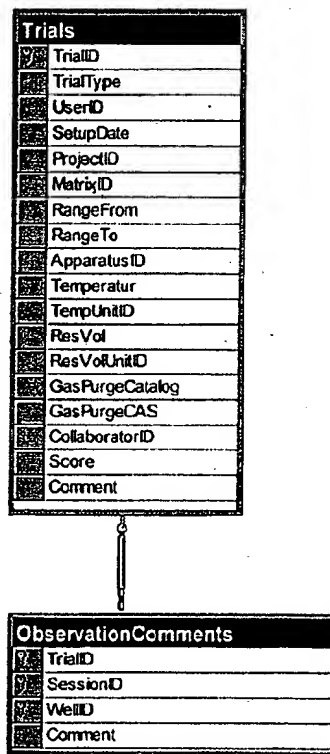 Trials
TrialID
TrialType
UserID
SetupDate
ProjectID
MatrixID
RangeFrom
RangeTo
ApparatusID
Temperatur
TempUnitID
ResVol
ResVolUnitID
GasPurgeCatalog
GasPurgeCAS
CollaboratorID
Score
Comment
ObservationComments
TrialID
SessionID
WellID
Comment